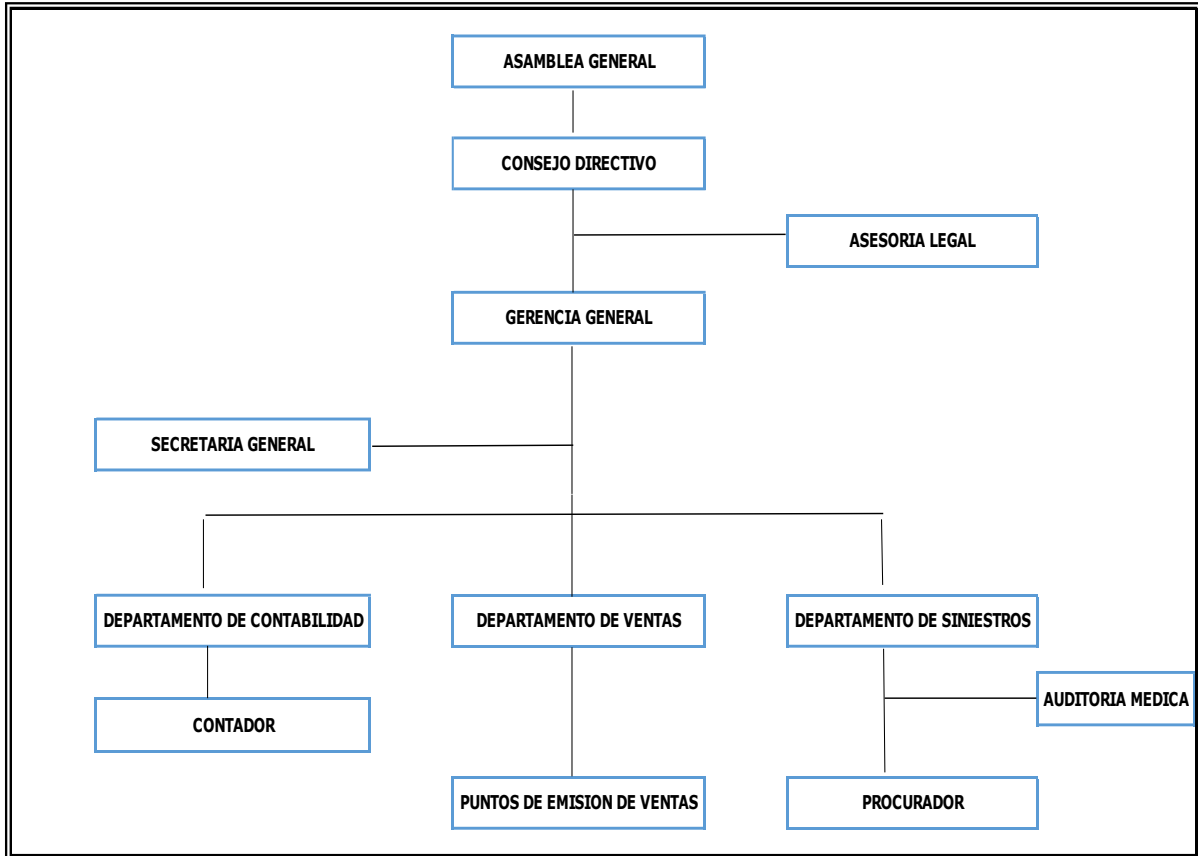 ASAMBLEA GENERAL
CONSEJO DIRECTIVO
ASESORIA LEGAL
GERENCIA GENERAL
SECRETARIA GENERAL
DEPARTAMENTO DE CONTABILIDAD
DEPARTAMENTO DE VENTAS
DEPARTAMENTO DE SINIESTROS
AUDITORIA MEDICA
CONTADOR
PUNTOS DE EMISION DE VENTAS
PROCURADOR